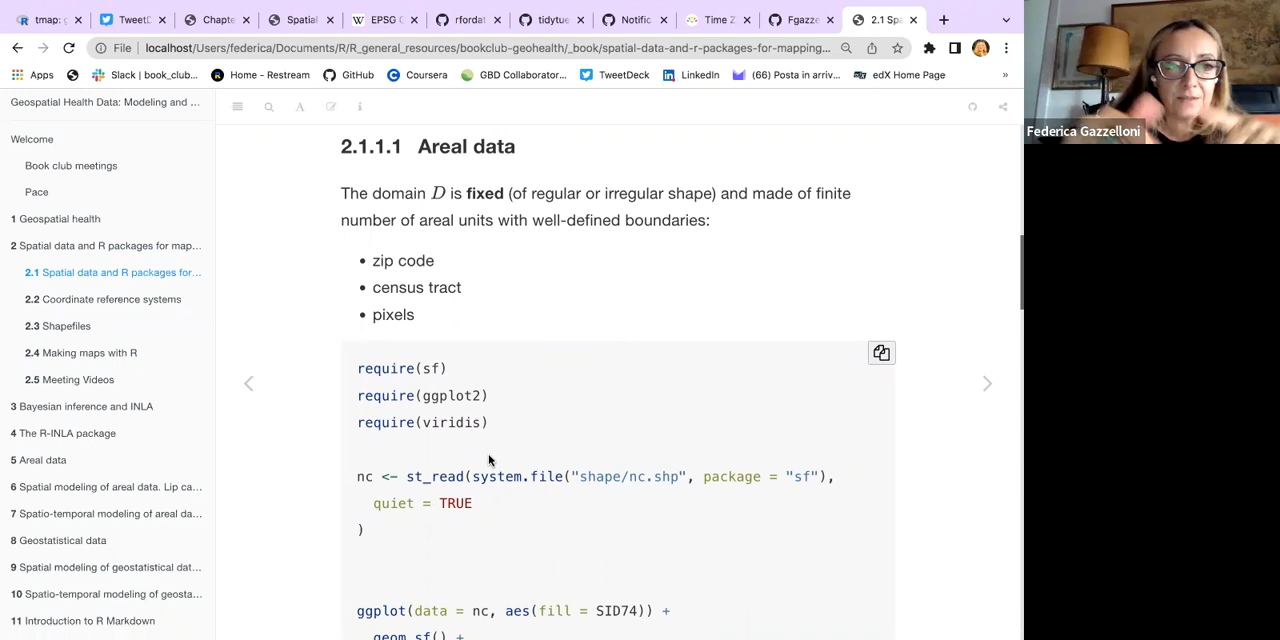 tmap: g
TweetD
Chapte
Spatial
EPSG G
rfordat
tidytue
Notific
Time Z
Fgazze
2.1 Spa
File
localhost/Users/federica/Documents/R/R_general_resources/bookclub-geohealth/_book/spatial-data-and-r-packages-for-mapping...
Apps
Slack | book_club...
Home - Restream
GitHub
Coursera
GBD Collaborator...
TweetDeck
LinkedIn
(66) Posta in arriv...
edX Home Page
»
Federica Gazzelloni
Geospatial Health Data: Modeling and ...
Welcome
Book club meetings
Pace
1 Geospatial health
2 Spatial data and R packages for map...
2.1 Spatial data and R packages for...
2.2 Coordinate reference systems
2.3 Shapefiles
2.4 Making maps with R
2.5 Meeting Videos
3 Bayesian inference and INLA
4 The R-INLA package
5 Areal data
6 Spatial modeling of areal data. Lip ca...
7 Spatio-temporal modeling of areal da...
8 Geostatistical data
9 Spatial modeling of geostatistical dat...
10 Spatio-temporal modeling of geosta...
11 Introduction to R Markdown
2.1.1.1 Areal data
The domain D is fixed (of regular or irregular shape) and made of finite
number of areal units with well-defined boundaries:
• zip code
• census tract
• pixels
require(sf)
require(ggplot2)
require(viridis)
nc <- st_read(system.file("shape/nc.shp", package = "sf"),
quiet = TRUE
)
ggplot(data = nc, aes(fill = SID74)) +
geom_sf() +